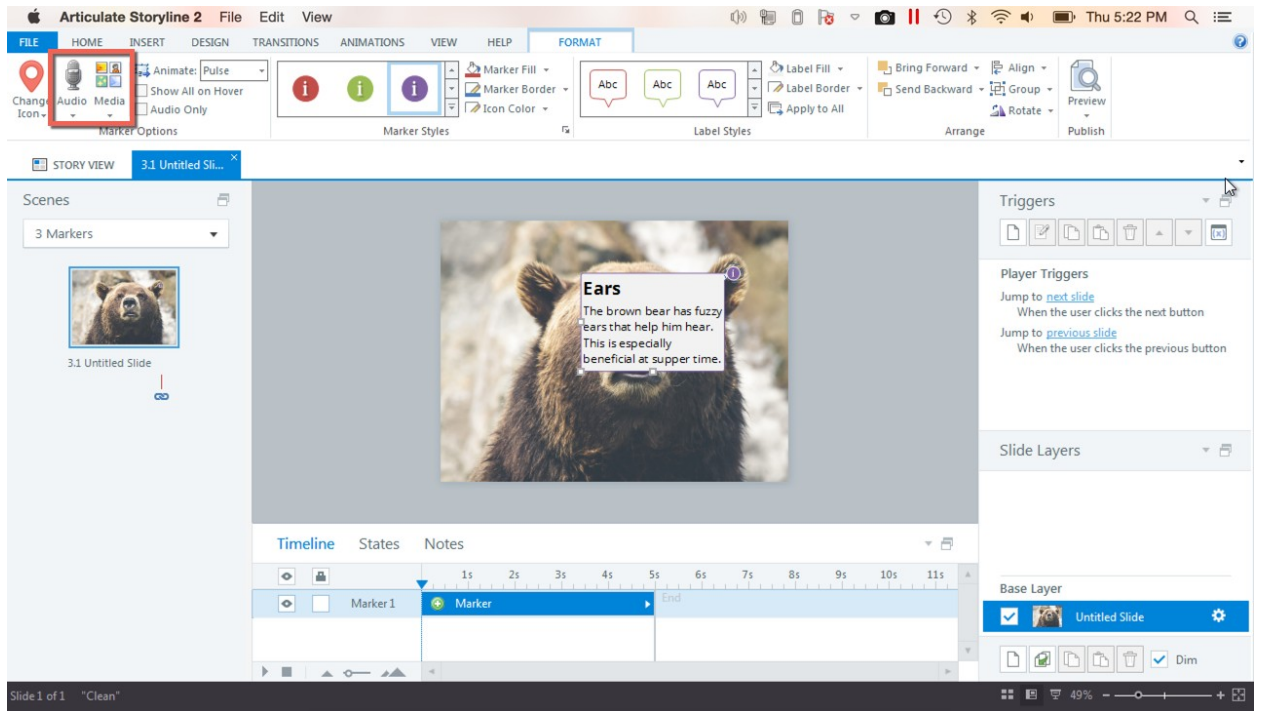 Articulate Storyline 2 File Edit View Thu 5:22 PM
FILE HOME INSERT DESIGN TRANSITIONS ANIMATIONS VIEW HELP FORMAT
Change Icon
Audio
Media
Animate: Pulse
Show All on Hover
Audio Only
Marker Options
i i i
Marker Fill
Marker Border
Icon Color
Marker Styles
Abc Abc Abc
Label Fill
Label Border
Apply to All
Label Styles
Bring Forward
Send Backward
Align
Group
Rotate
Arrange
Preview
Publish
STORY VIEW 3.1 Untitled Sli...
Scenes
3 Markers
3.1 Untitled Slide
i
Ears
The brown bear has fuzzy
ears that help him hear.
This is especially
beneficial at supper time.
Timeline States Notes
1s 2s 3s 4s 5s 6s 7s 8s 9s 10s 11s
Marker 1 Marker End
Triggers
(x)
Player Triggers
Jump to next slide
When the user clicks the next button
Jump to previous slide
When the user clicks the previous button
Slide Layers
Base Layer
Untitled Slide
Dim
Slide 1 of 1 "Clean" 49%